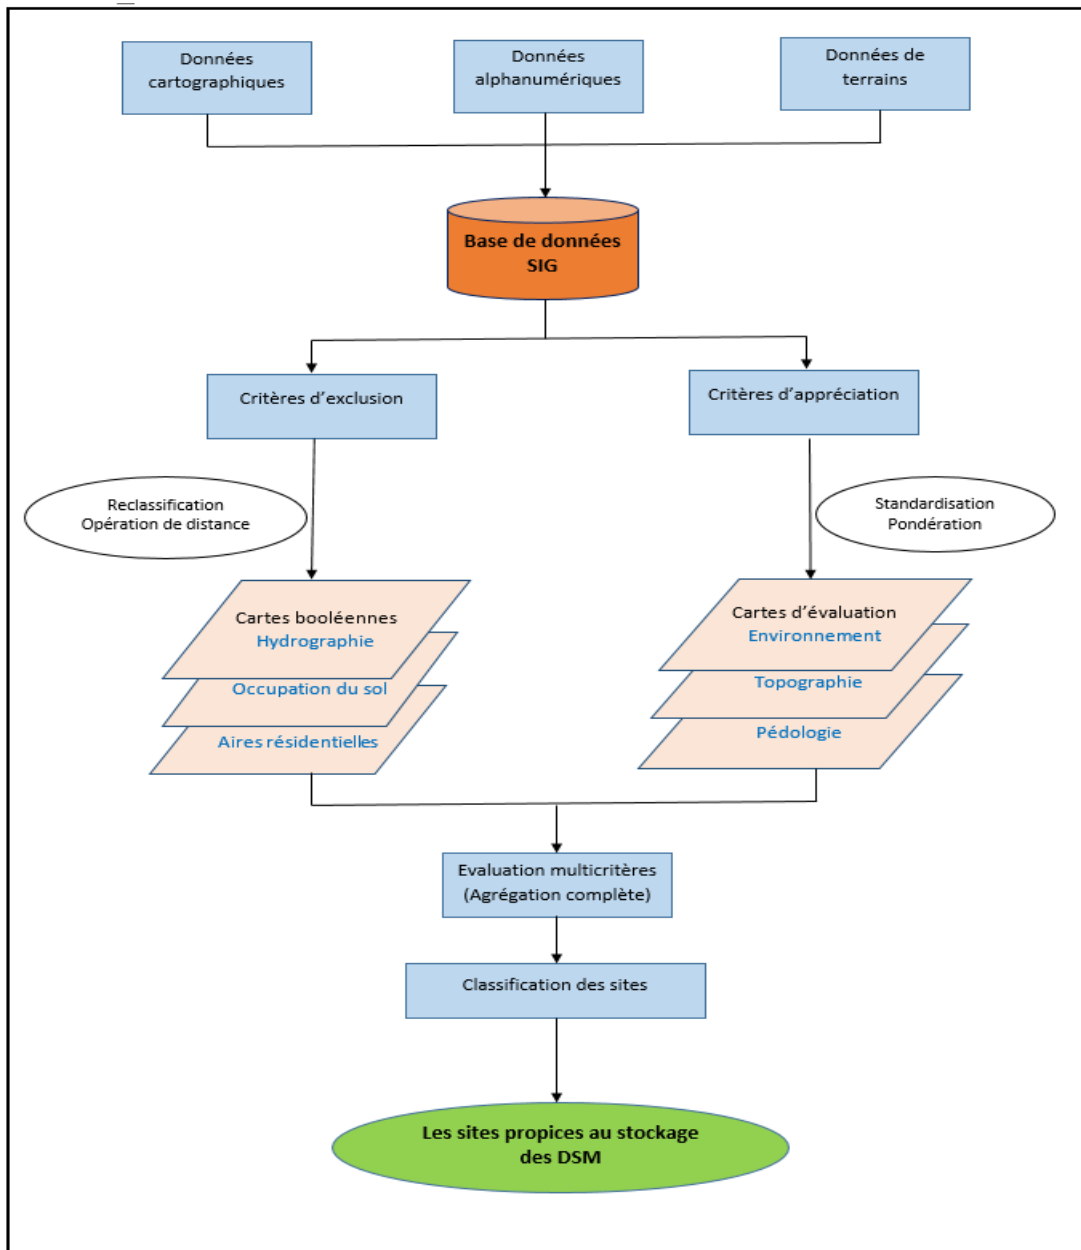 Données
cartographiques
Données
alphanumériques
Données de
terrains
Base de données
SIG
Critères d’exclusion
Critères d’appréciation
Reclassification
Opération de distance
Standardisation
Pondération
Cartes booléennes
Hydrographie
Occupation du sol
Aires résidentielles
Cartes d’évaluation
Environnement
Topographie
Pédologie
Evaluation multicritères
(Agrégation complète)
Classification des sites
Les sites propices au stockage
des DSM